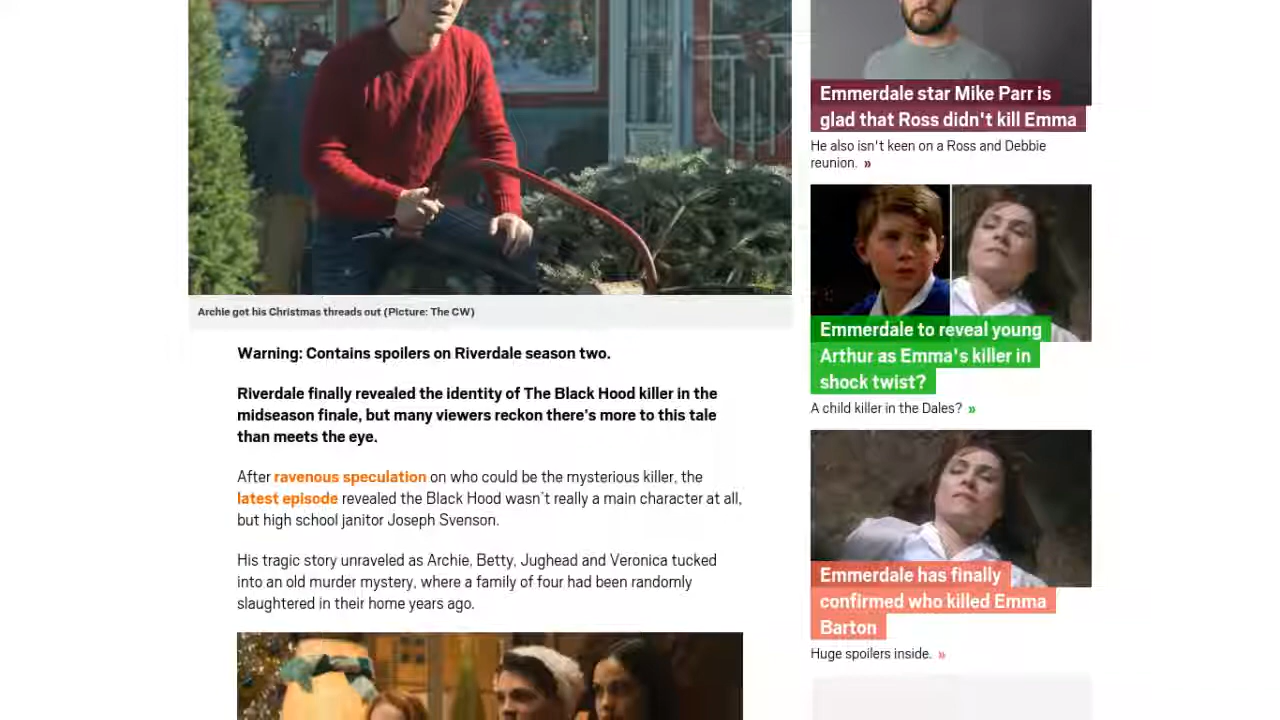 Archie got his Christmas threads out (Picture: The CW)
Warning: Contains spoilers on Riverdale season two.
Riverdale finally revealed the identity of The Black Hood killer in the
midseason finale, but many viewers reckon there's more to this tale
than meets the eye.
After ravenous speculation on who could be the mysterious killer, the
latest episode revealed the Black Hood wasn't really a main character at all,
but high school janitor Joseph Svenson.
His tragic story unraveled as Archie, Betty, Jughead and Veronica tucked
into an old murder mystery, where a family of four had been randomly
slaughtered in their home years ago.
Emmerdale star Mike Parr is
glad that Ross didn't kill Emma
He also isn't keen on a Ross and Debbie
reunion. »
Emmerdale to reveal young
Arthur as Emma's killer in
shock twist?
A child killer in the Dales? »
Emmerdale has finally
confirmed who killed Emma
Barton
Huge spoilers inside. »